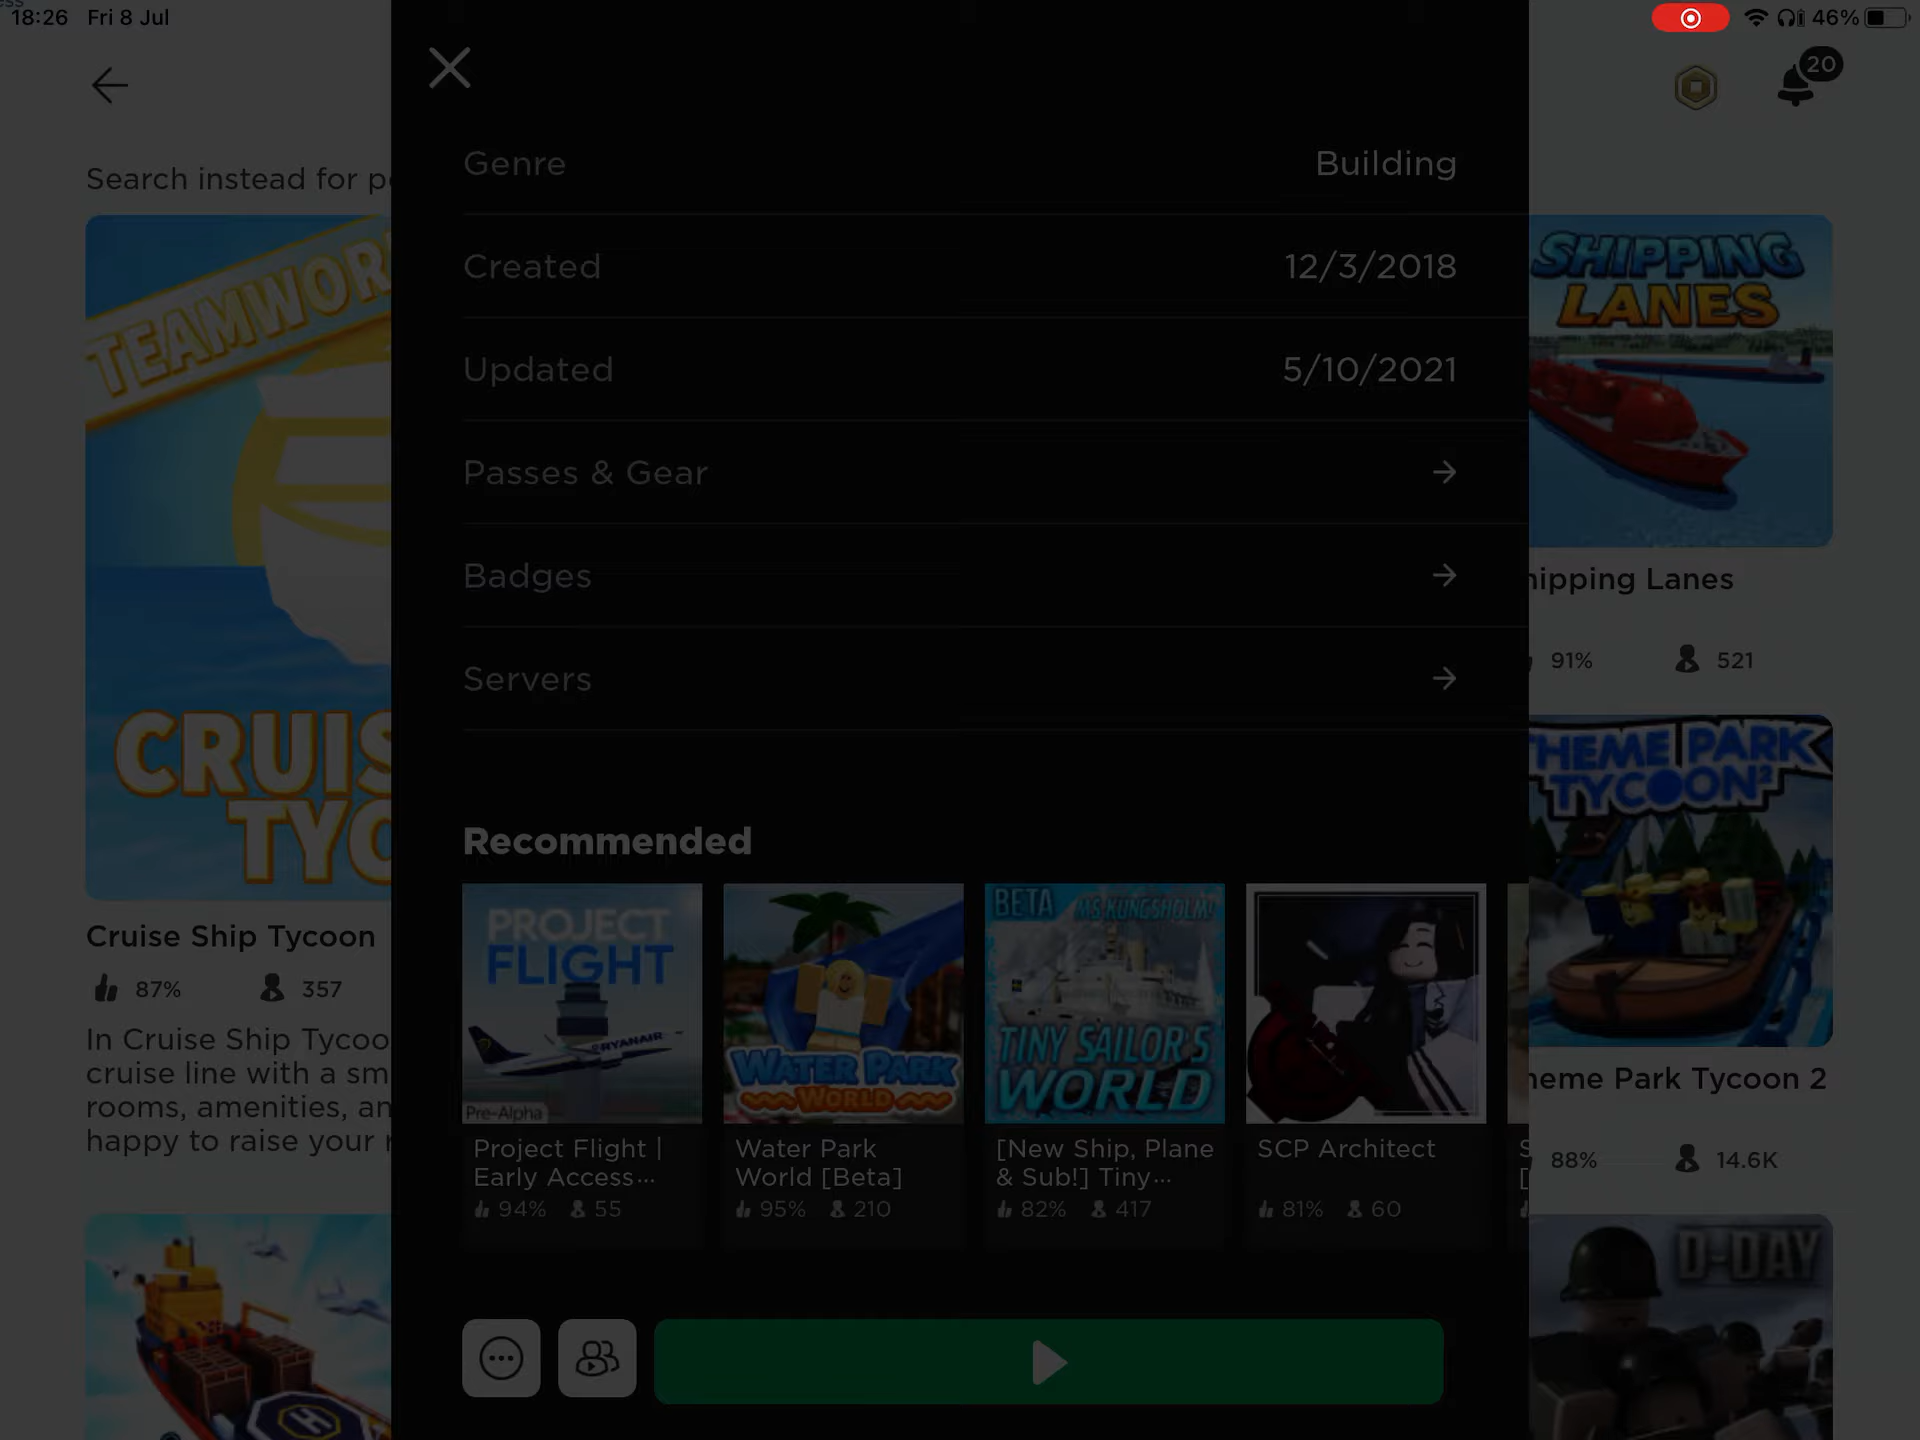 ess
18:26 Fri 8 Jul
46%
20
Search instead for p
TEAMWOR
CRUIS
TYC
Cruise Ship Tycoon
87% 357
In Cruise Ship Tycoo
cruise line with a sm
rooms, amenities, an
happy to raise your r
H
Genre Building
Created 12/3/2018
Updated 5/10/2021
Passes & Gear
Badges
Servers
Recommended
PROJECT
FLIGHT
RYANAIR
Pre-Alpha
Project Flight |
Early Access...
94% 55
WATER PARK
WORLD
Water Park
World [Beta]
95% 210
BETA MS KUNGSHOLM!
TINY SAILOR'S
WORLD
[New Ship, Plane
& Sub!] Tiny...
82% 417
SCP Architect
81% 60
S
[
SHIPPING
LANES
hipping Lanes
91% 521
HEME PARK
TYCOON²
heme Park Tycoon 2
88% 14.6K
D-DAY